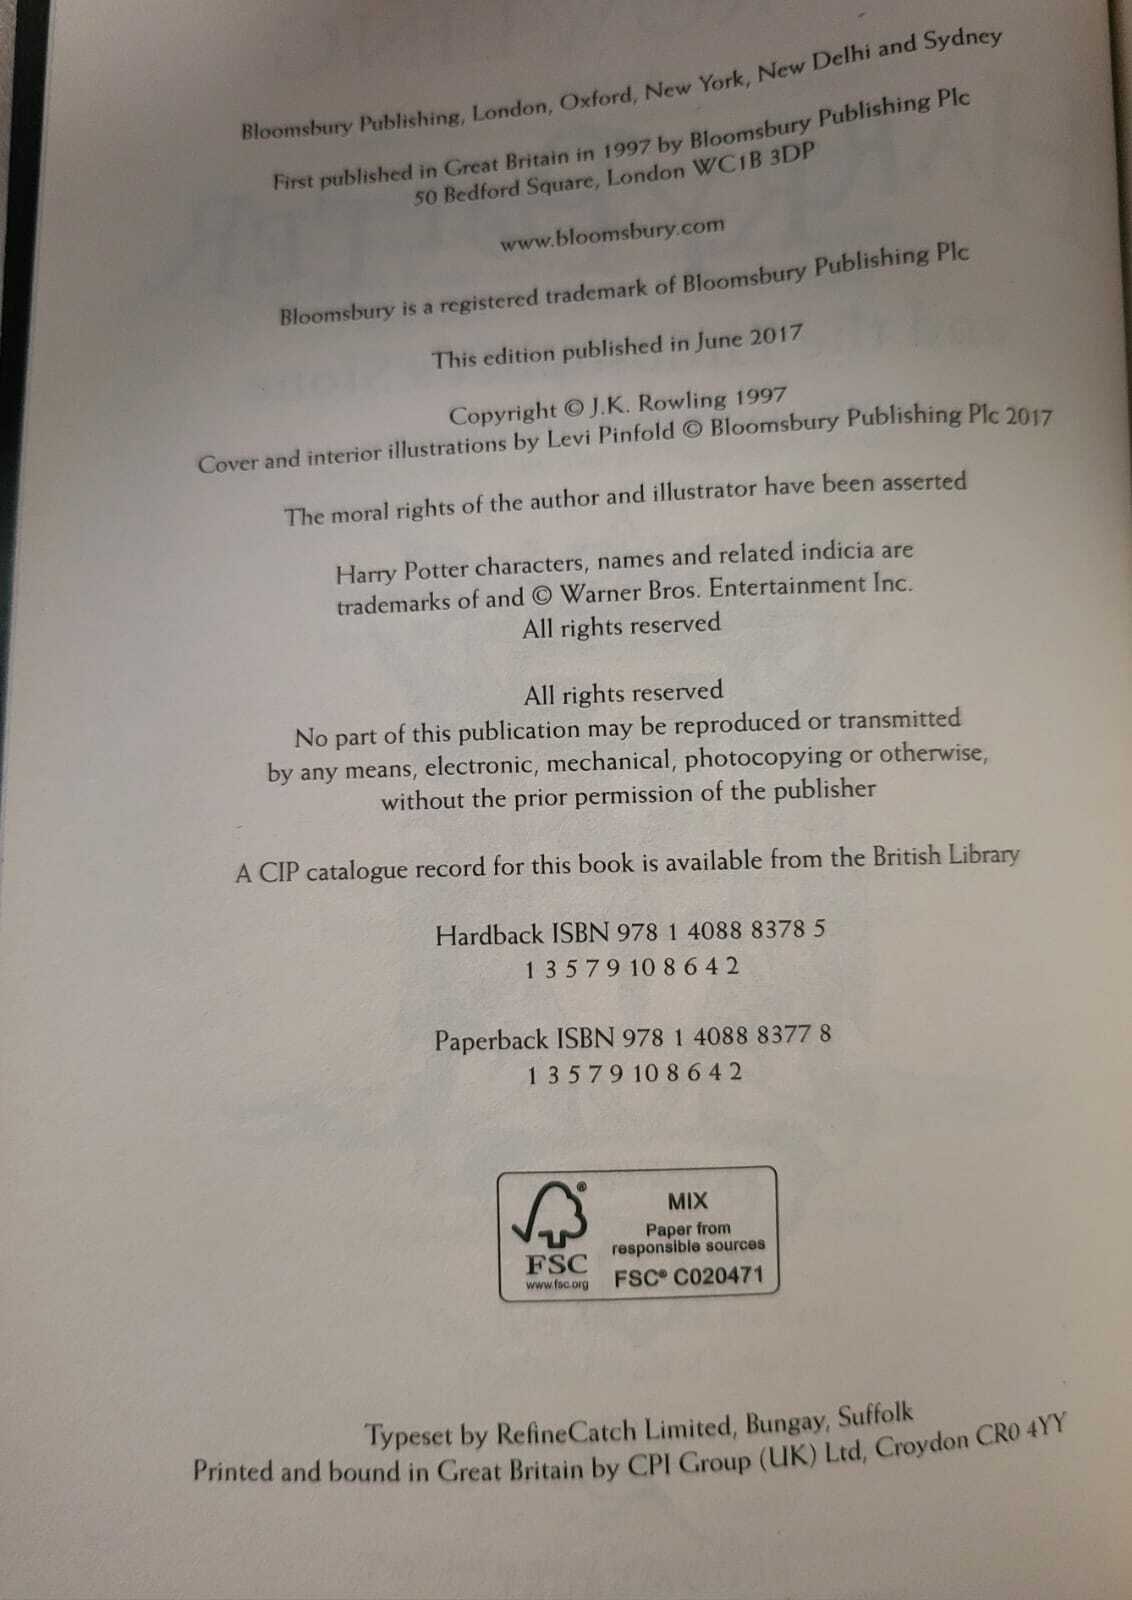 Bloomsbury Publishing, London, Oxford, New York, New Delhi and Sydney
First published in Great Britain in 1997 by Bloomsbury Publishing Plc
50 Bedford Square, London WC1B 3DP
www.bloomsbury.com
Bloomsbury is a registered trademark of Bloomsbury Publishing Plc
This edition published in June 2017
Copyright © J.K. Rowling 1997
Cover and interior illustrations by Levi Pinfold © Bloomsbury Publishing Plc 2017
The moral rights of the author and illustrator have been asserted
Harry Potter characters, names and related indicia are
trademarks of and © Warner Bros. Entertainment Inc.
All rights reserved
All rights reserved
No part of this publication may be reproduced or transmitted
by any means, electronic, mechanical, photocopying or otherwise,
without the prior permission of the publisher
A CIP catalogue record for this book is available from the British Library
Hardback ISBN 978 1 4088 8378 5
1 3 5 7 9 10 8 6 4 2
Paperback ISBN 978 1 4088 8377 8
1 3 5 7 9 10 8 6 4 2
®
FSC
www.fsc.org
MIX
Paper from
responsible sources
FSC® C020471
Typeset by RefineCatch Limited, Bungay, Suffolk
Printed and bound in Great Britain by CPI Group (UK) Ltd, Croydon CR0 4YY